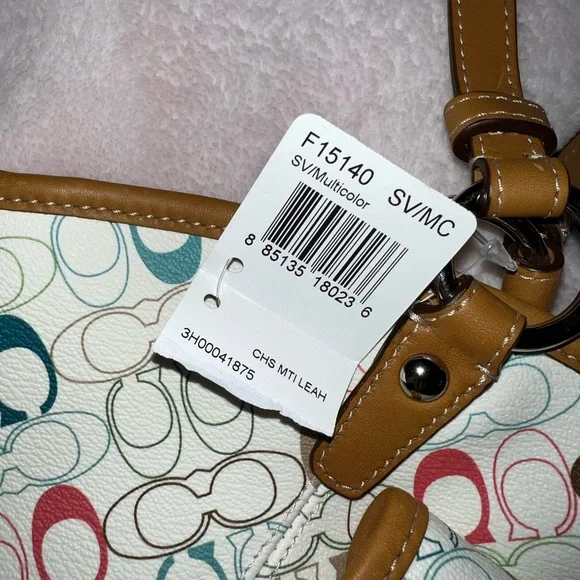 F15140 SV/MC
SV/Multicolor
8 85135 18023 6
CHS MTI LEAH
3H00041875